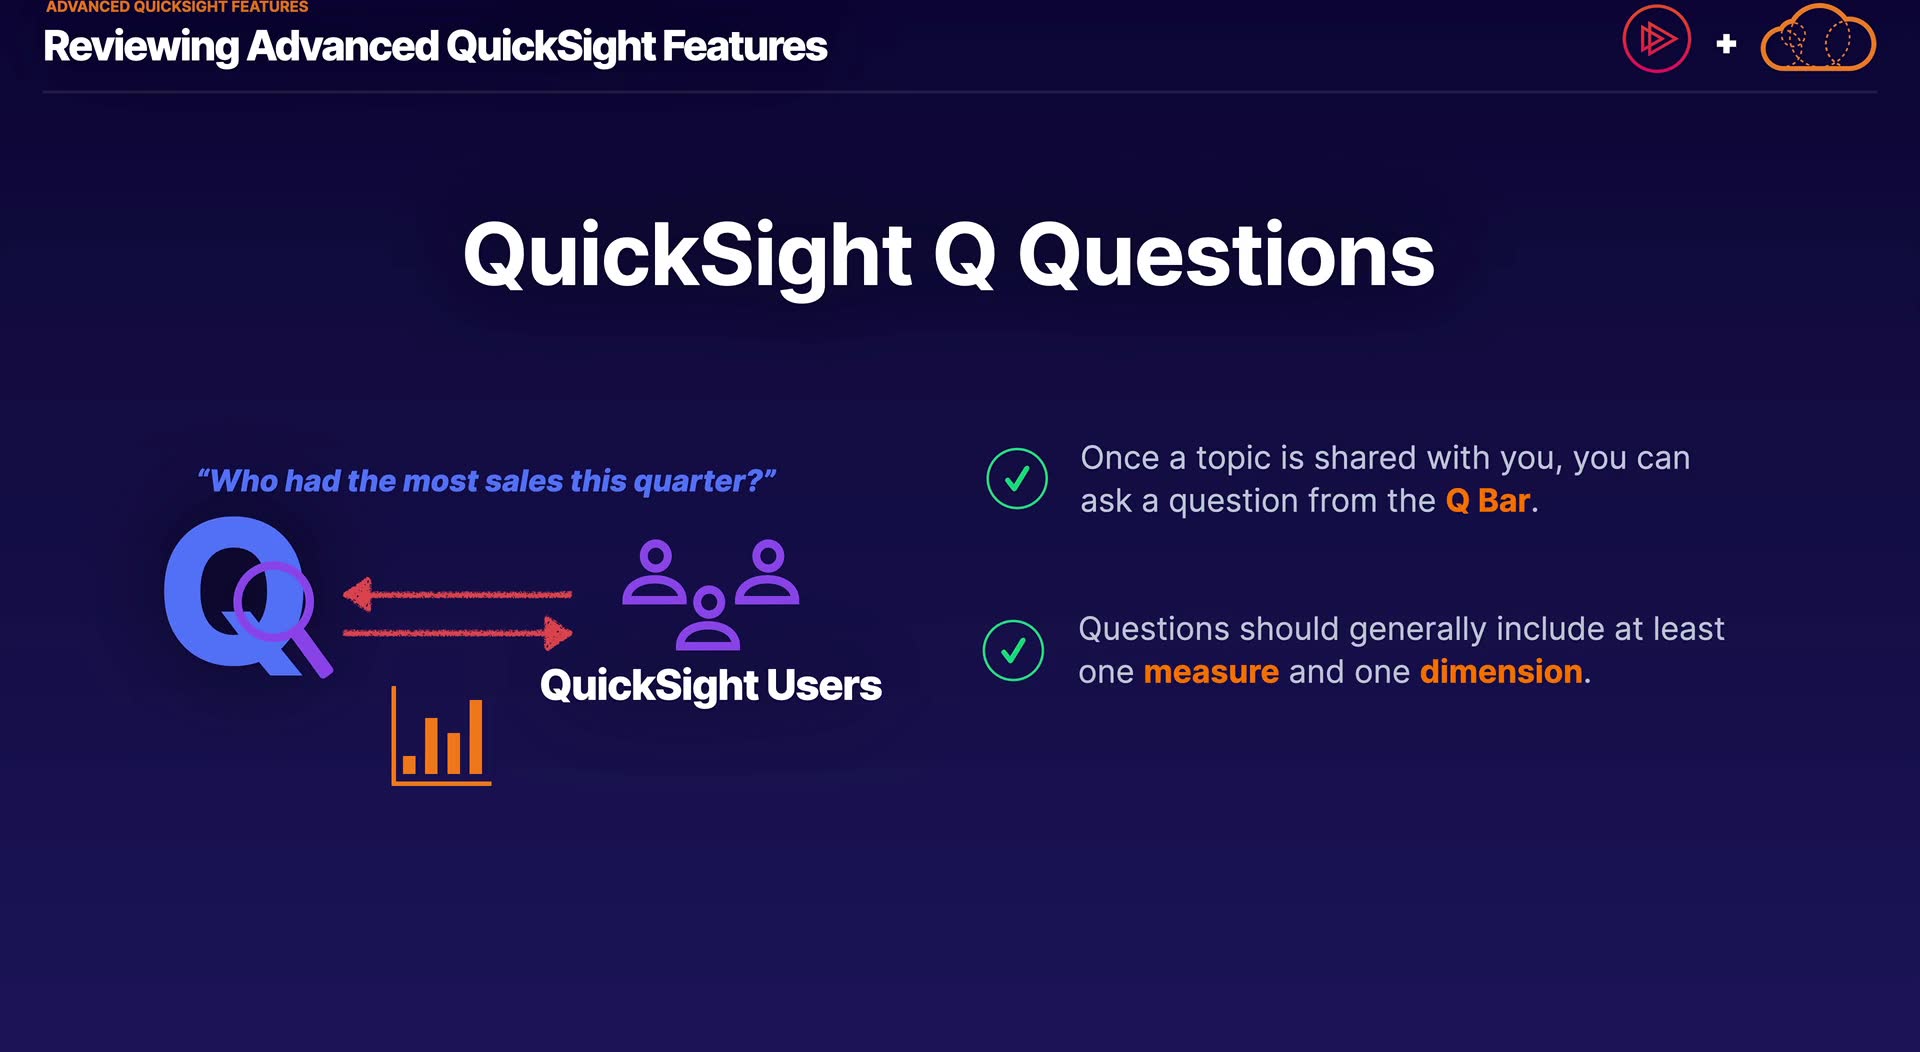 ADVANCED QUICKSIGHT FEATURES
Reviewing Advanced QuickSight Features
+
QuickSight Q Questions
“Who had the most sales this quarter?”
Q
QuickSight Users
Once a topic is shared with you, you can
ask a question from the Q Bar.
Questions should generally include at least
one measure and one dimension.